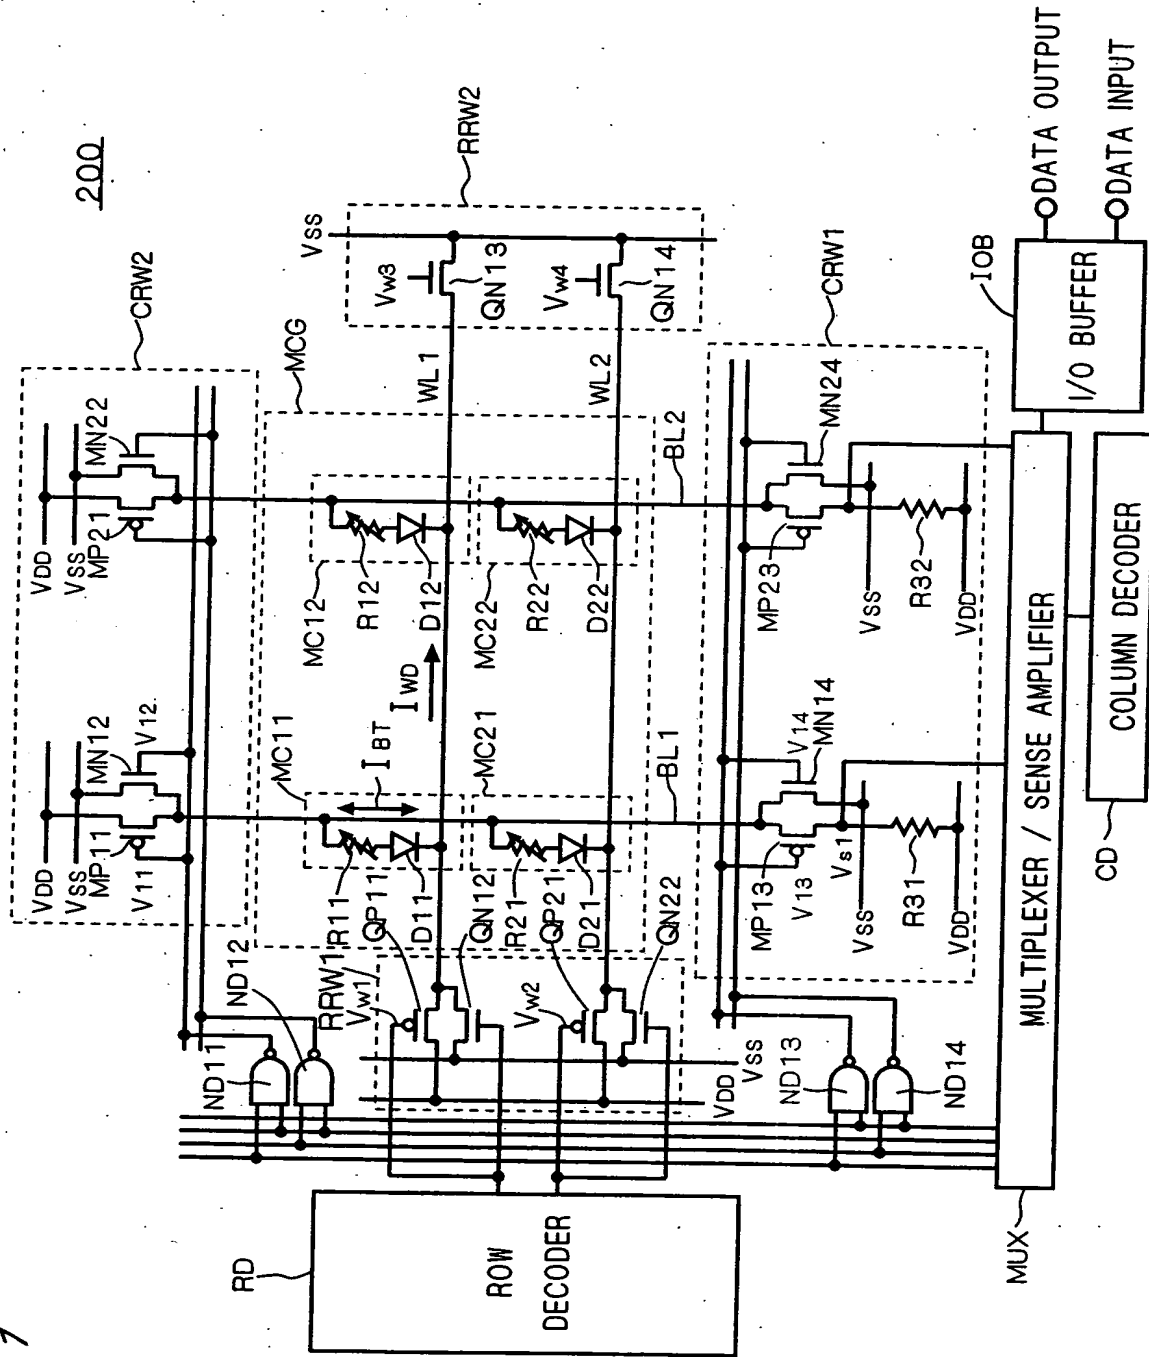 200
CRW2
VDD
VSS
MP11
V11
MN12
V12
VDD
VSS
MP21
MN22
MCG
RRW2
VSS
Vw3
QN13
Vw4
QN14
WL1
WL2
MC11
IBT
IWD
R11
D11
MC12
R12
D12
MC21
R21
D21
MC22
R22
D22
BL1
BL2
ND11
ND12
RRW1
Vw1
QP11
QN12
Vw2
QP21
QN22
VDD
VSS
ND13
ND14
RD
ROW
DECODER
CRW1
MP13
V13
V14
MN14
Vs1
VSS
R31
VDD
MP23
MN24
VSS
R32
VDD
MUX
MULTIPLEXER / SENSE AMPLIFIER
CD
COLUMN DECODER
IOB
I/O BUFFER
DATA OUTPUT
DATA INPUT